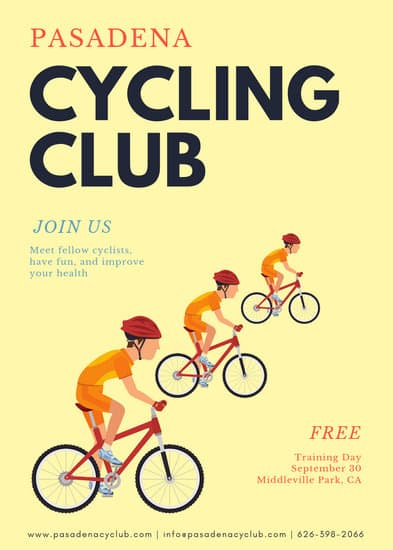 PASADENA
CYCLING
CLUB
JOIN US
Meet fellow cyclists,
have fun, and improve
your health
FREE
Training Day
September 30
Middleville Park, CA
www.pasadenacyclub.com | info@pasadenacyclub.com | 626-598-2066